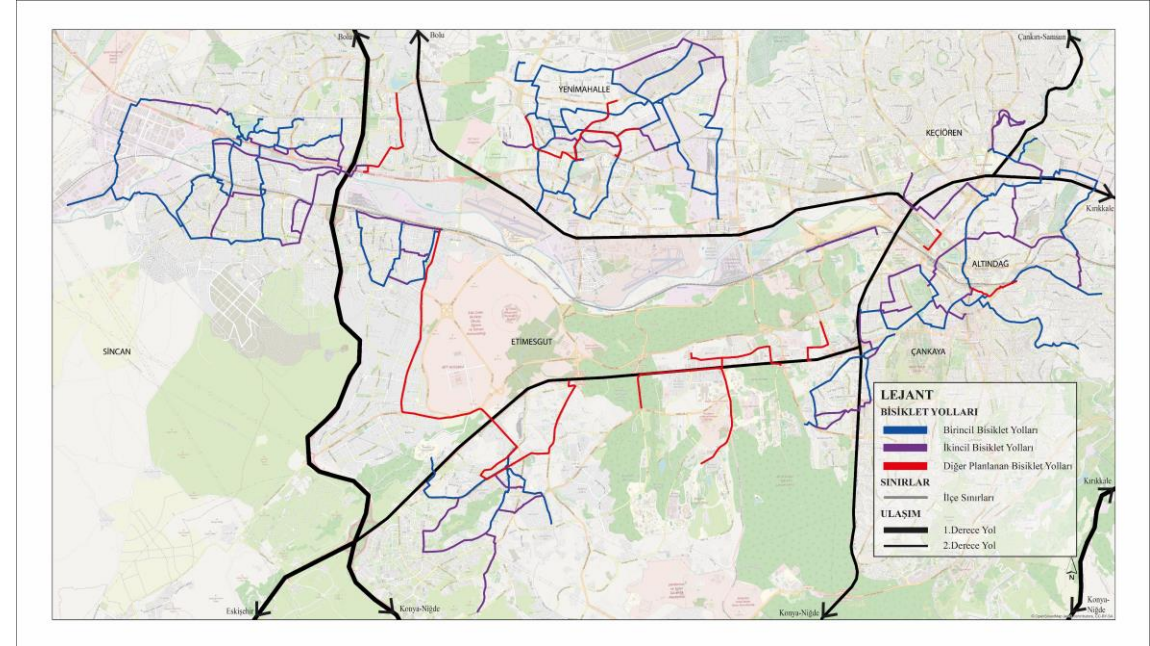 Bolu
Bolu
Çankırı-Samsun
YENİMAHALLE
KEÇİÖREN
Kırıkkale
ALTINDAĞ
SİNCAN
ETİMESGUT
ÇANKAYA
LEJANT
BİSİKLET YOLLARI
Birincil Bisiklet Yolları
İkincil Bisiklet Yolları
Diğer Planlanan Bisiklet Yolları
SINIRLAR
İlçe Sınırları
ULAŞIM
1.Derece Yol
2.Derece Yol
Kırıkkale
N
Eskişehir
Konya-Niğde
Konya-Niğde
Konya-
Niğde